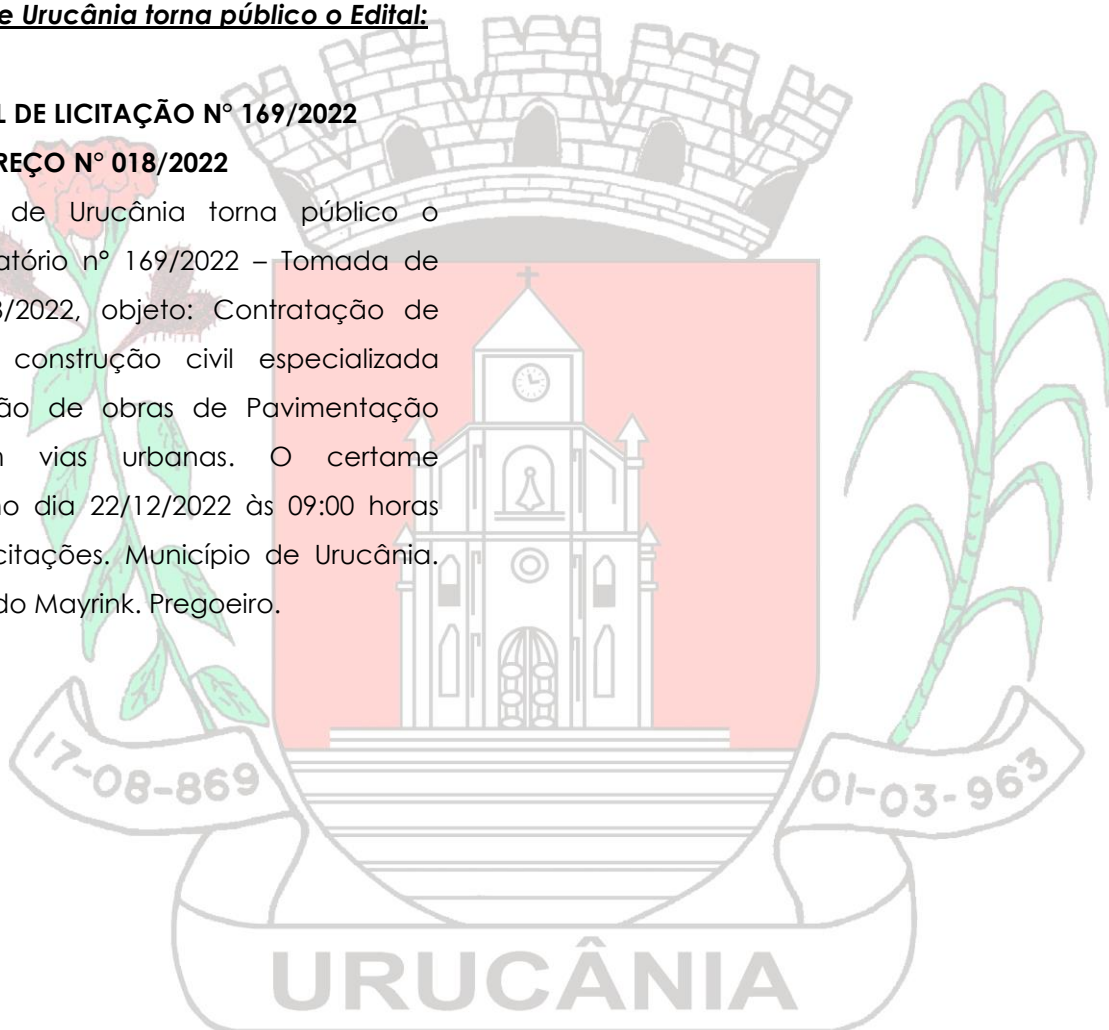 e Urucânia torna público o Edital:
L DE LICITAÇÃO N° 169/2022
REÇO N° 018/2022
de Urucânia torna público o
atório n° 169/2022 – Tomada de
8/2022, objeto: Contratação de
construção civil especializada
ão de obras de Pavimentação
vias urbanas. O certame
no dia 22/12/2022 às 09:00 horas
citações. Município de Urucânia.
do Mayrink. Pregoeiro.
17-08-869
01-03-963
URUCÂNIA